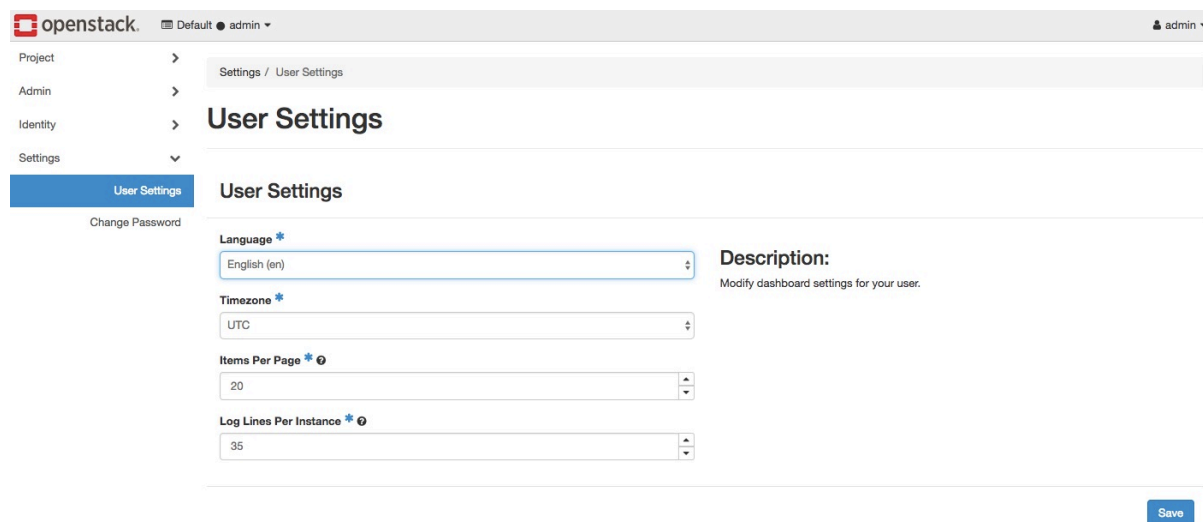 openstack. Default ● admin admin
Project
Admin
Identity
Settings
User Settings
Change Password
Settings / User Settings
User Settings
User Settings
Language *
English (en)
Timezone *
UTC
Items Per Page *
20
Log Lines Per Instance *
35
Description:
Modify dashboard settings for your user.
Save